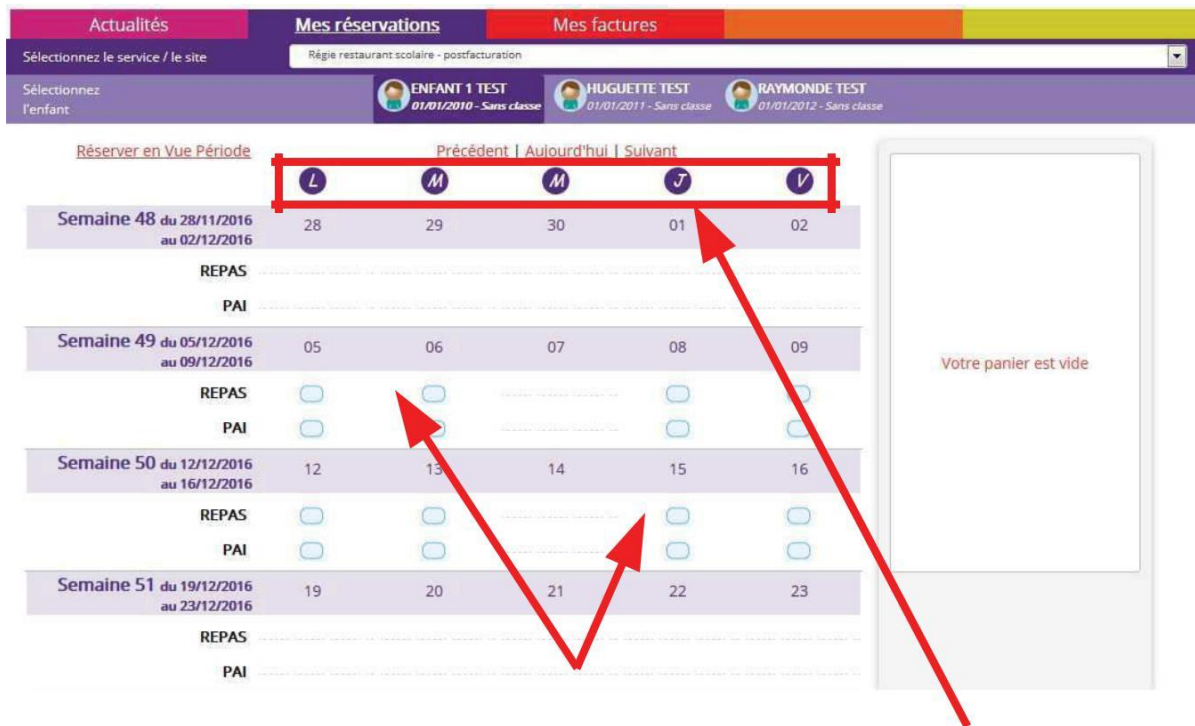 Actualités Mes réservations Mes factures
Sélectionnez le service / le site Régie restaurant scolaire - postfacturation
Sélectionnez
l'enfant
ENFANT 1 TEST
01/01/2010 - Sans classe
HUGUETTE TEST
01/01/2011 - Sans classe
RAYMONDE TEST
01/01/2012 - Sans classe
Réserver en Vue Période Précédent | Aujourd'hui | Suivant
L M M J V
Semaine 48 du 28/11/2016 28 29 30 01 02
au 02/12/2016
REPAS
PAI
Semaine 49 du 05/12/2016 05 06 07 08 09
au 09/12/2016
Votre panier est vide
REPAS
PAI
Semaine 50 du 12/12/2016 12 13 14 15 16
au 16/12/2016
REPAS
PAI
Semaine 51 du 19/12/2016 19 20 21 22 23
au 23/12/2016
REPAS
PAI